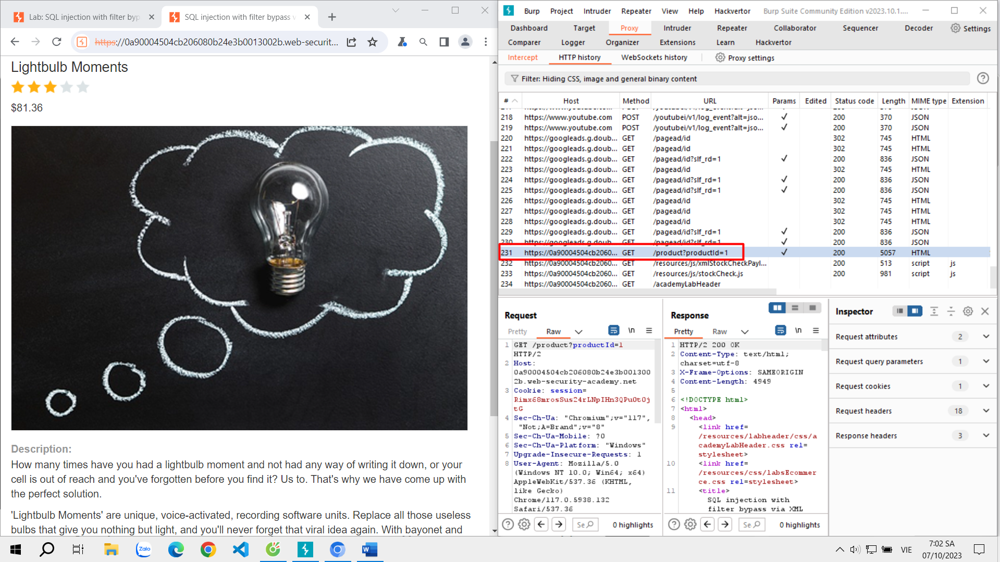 Lab: SQL injection with filter byp
SQL injection with filter bypass v
https://0a90004504cb206080b24e3b0013002b.web-securit...
Lightbulb Moments
$81.36
Description:
How many times have you had a lightbulb moment and not had any way of writing it down, or your
cell is out of reach and you've forgotten before you find it? Us to. That's why we have come up with
the perfect solution.
'Lightbulb Moments' are unique, voice-activated, recording software units. Replace all those useless
bulbs that give you nothing but light, and you'll never forget that viral idea again. With bayonet and
Burp Project Intruder Repeater View Help Hackvertor Burp Suite Community Edition v2023.10.1....
Dashboard Target Proxy Intruder Repeater Collaborator Sequencer Decoder Settings
Comparer Logger Organizer Extensions Learn Hackvertor
Intercept HTTP history WebSockets history Proxy settings
Filter: Hiding CSS, image and general binary content
# Host Method URL Params Edited Status code Length MIME type Extension
218 https://www.youtube.com POST /youtubei/v1/log_event?alt=jso... ✓ 200 370 JSON
219 https://www.youtube.com POST /youtubei/v1/log_event?alt=jso... ✓ 200 370 JSON
220 https://googleads.g.doub... GET /pagead/id 302 745 HTML
221 https://googleads.g.doub... GET /pagead/id 302 745 HTML
222 https://googleads.g.doub... GET /pagead/id?slf_rd=1 ✓ 200 836 JSON
223 https://googleads.g.doub... GET /pagead/id 302 745 HTML
224 https://googleads.g.doub... GET /pagead/id?slf_rd=1 ✓ 200 836 JSON
225 https://googleads.g.doub... GET /pagead/id?slf_rd=1 ✓ 200 836 JSON
226 https://googleads.g.doub... GET /pagead/id 302 745 HTML
227 https://googleads.g.doub... GET /pagead/id 302 745 HTML
228 https://googleads.g.doub... GET /pagead/id 302 745 HTML
229 https://googleads.g.doub... GET /pagead/id?slf_rd=1 ✓ 200 836 JSON
230 https://googleads.g.doub... GET /pagead/id?slf_rd=1 ✓ 200 836 JSON
231 https://0a90004504cb2060... GET /product?productId=1 ✓ 200 5057 HTML
232 https://0a90004504cb2060... GET /resources/js/xmlStockCheckPayl... 200 513 script js
233 https://0a90004504cb2060... GET /resources/js/stockCheck.js 200 981 script js
234 https://0a90004504cb2060... GET /academyLabHeader
Request
Pretty Raw \n
1 GET /product?productId=1
HTTP/2
2 Host:
0a90004504cb206080b24e3b001300
2b.web-security-academy.net
3 Cookie: session=
Rimx68mrosSus24rLNpIHn3QPu0t0j
tG
4 Sec-Ch-Ua: "Chromium";v="117",
"Not;A=Brand";v="8"
5 Sec-Ch-Ua-Mobile: ?0
6 Sec-Ch-Ua-Platform: "Windows"
7 Upgrade-Insecure-Requests: 1
8 User-Agent: Mozilla/5.0
(Windows NT 10.0; Win64; x64)
AppleWebKit/537.36 (KHTML,
like Gecko)
Chrome/117.0.5938.132
Safari/537.36
Se 0 highlights
Response
Pretty Raw \n
1 HTTP/2 200 OK
2 Content-Type: text/html;
charset=utf-8
3 X-Frame-Options: SAMEORIGIN
4 Content-Length: 4949
5
6 <!DOCTYPE html>
7 <html>
8 <head>
9 <link href=
/resources/labheader/css/a
cademyLabHeader.css rel=
stylesheet>
10 <link href=
/resources/css/labsEcommer
ce.css rel=stylesheet>
11 <title>
SQL injection with
filter bypass via XML
Se 0 highlights
Inspector
Request attributes 2
Request query parameters 1
Request cookies 1
Request headers 18
Response headers 3
Zalo
VIE
7:02 SA
07/10/2023